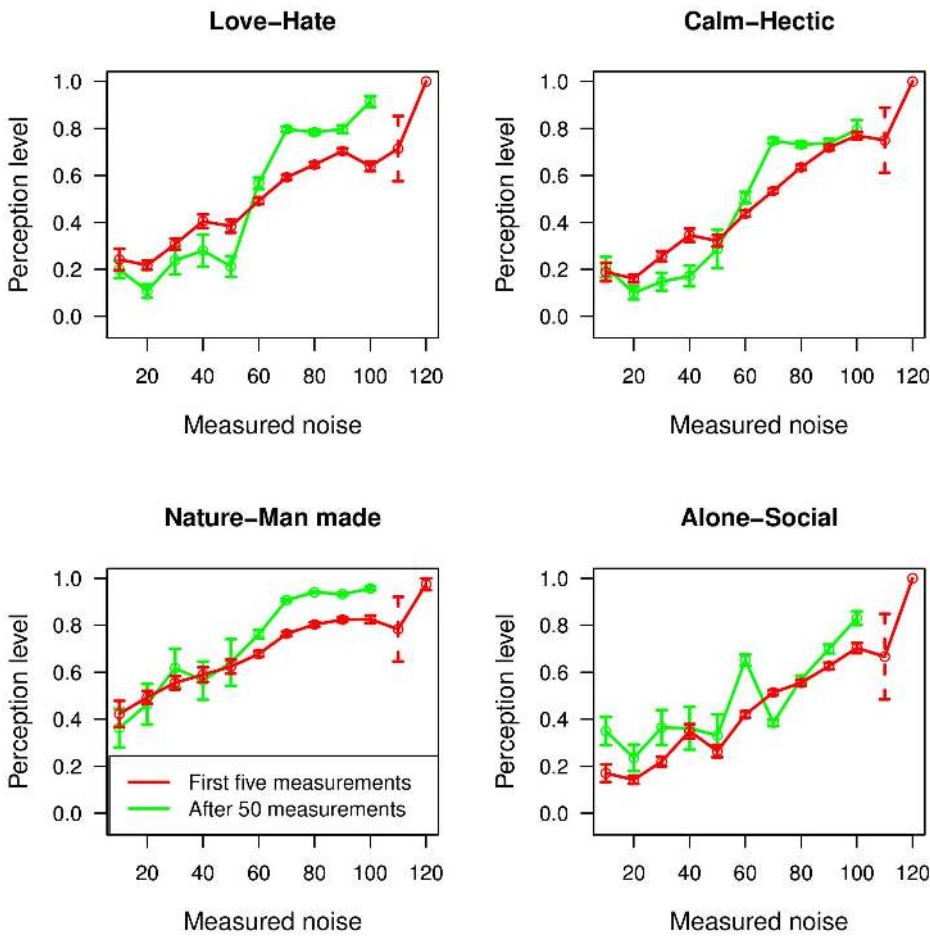 Love−Hate
Calm−Hectic
Perception level
1.0
0.8
0.6
0.4
0.2
0.0
20 40 60 80 100 120
Measured noise
Perception level
1.0
0.8
0.6
0.4
0.2
0.0
20 40 60 80 100 120
Measured noise
Nature−Man made
Alone−Social
Perception level
1.0
0.8
0.6
0.4
0.2
0.0
First five measurements
After 50 measurements
20 40 60 80 100 120
Measured noise
Perception level
1.0
0.8
0.6
0.4
0.2
0.0
20 40 60 80 100 120
Measured noise